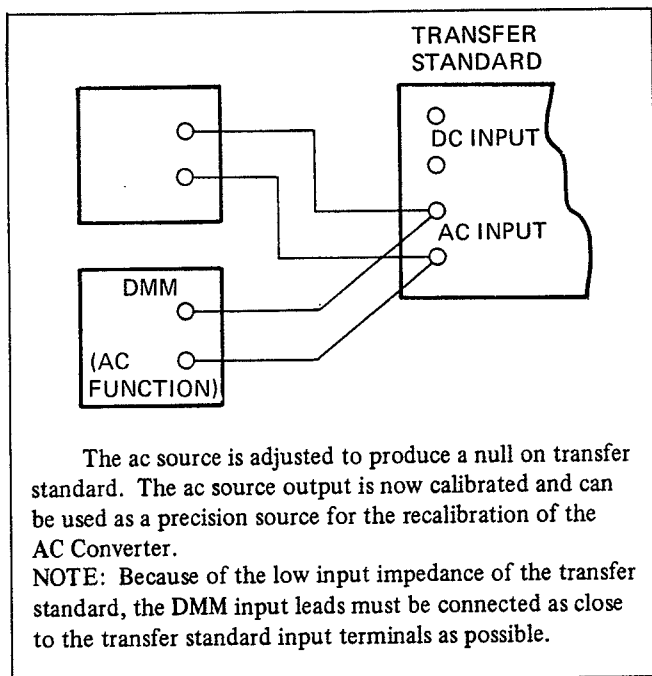 TRANSFER
STANDARD
DC INPUT
AC INPUT
DMM
(AC
FUNCTION)
The ac source is adjusted to produce a null on transfer
standard. The ac source output is now calibrated and can
be used as a precision source for the recalibration of the
AC Converter.
NOTE: Because of the low input impedance of the transfer
standard, the DMM input leads must be connected as close
to the transfer standard input terminals as possible.